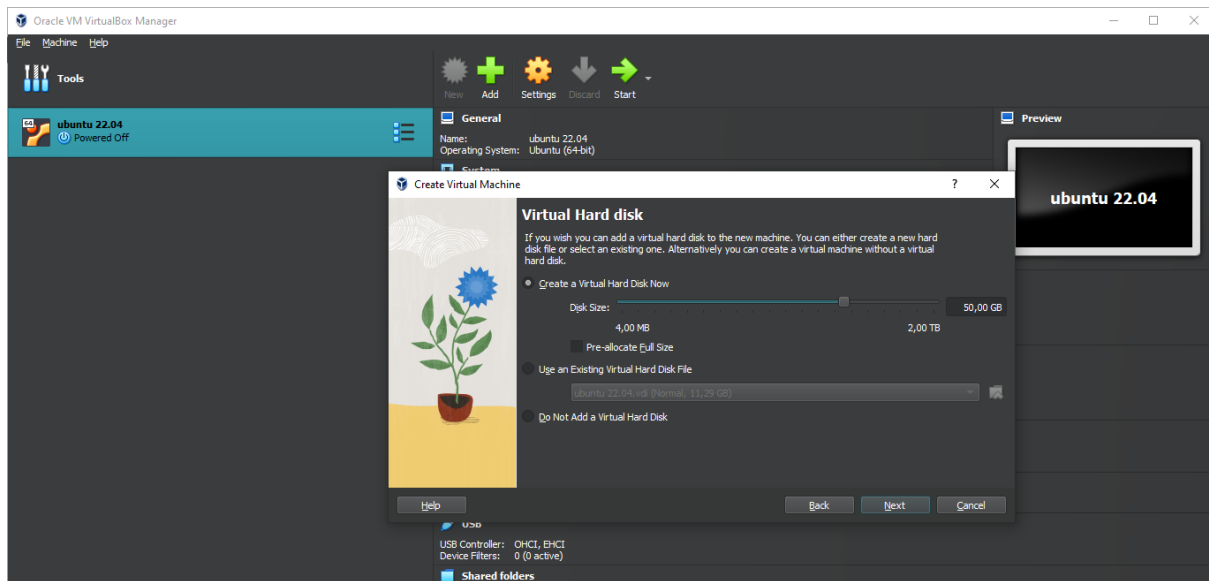 Oracle VM VirtualBox Manager
File Machine Help
Tools
New Add Settings Discard Start
ubuntu 22.04
Powered Off
64
General
Name: ubuntu 22.04
Operating System: Ubuntu (64-bit)
System
Preview
ubuntu 22.04
Create Virtual Machine
?
Virtual Hard disk
If you wish you can add a virtual hard disk to the new machine. You can either create a new hard
disk file or select an existing one. Alternatively you can create a virtual machine without a virtual
hard disk.
Create a Virtual Hard Disk Now
Disk Size: 50,00 GB
4,00 MB 2,00 TB
Pre-allocate Full Size
Use an Existing Virtual Hard Disk File
ubuntu 22.04.vdi (Normal, 11,29 GB)
Do Not Add a Virtual Hard Disk
Help Back Next Cancel
USB
USB Controller: OHCI, EHCI
Device Filters: 0 (0 active)
Shared folders